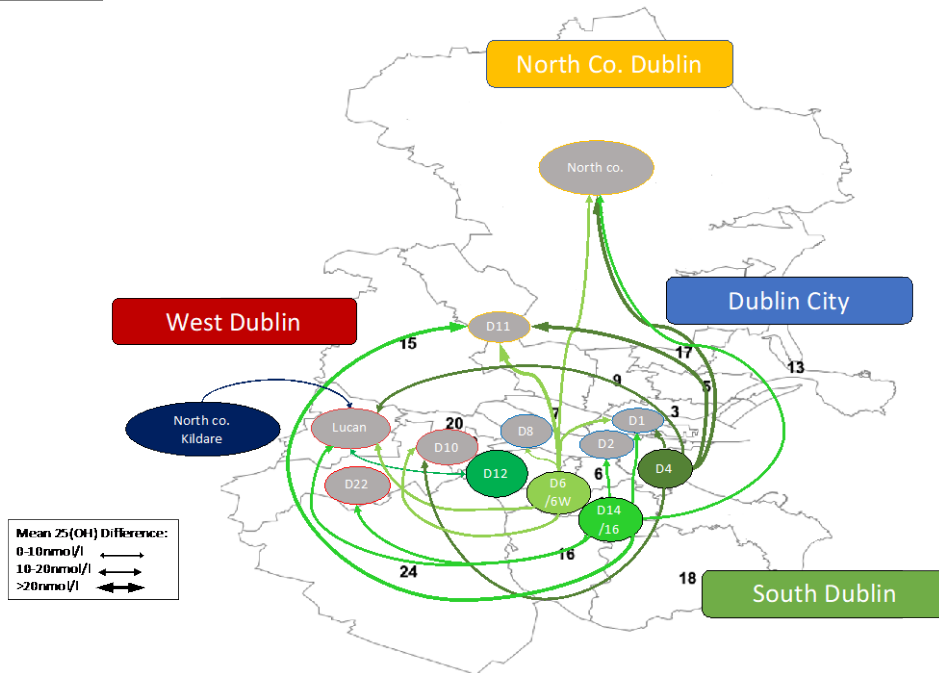 North Co. Dublin
North co.
Dublin City
West Dublin
D11
15
17
13
9
5
3
7
North co.
Kildare
Lucan
20
D10
D8
D2
D1
D4
D22
D12
D6
/6W
6
D14
/16
16
24
18
South Dublin
Mean 25(OH) Difference:
0-10nmol/l
10-20nmol/l
>20nmol/l